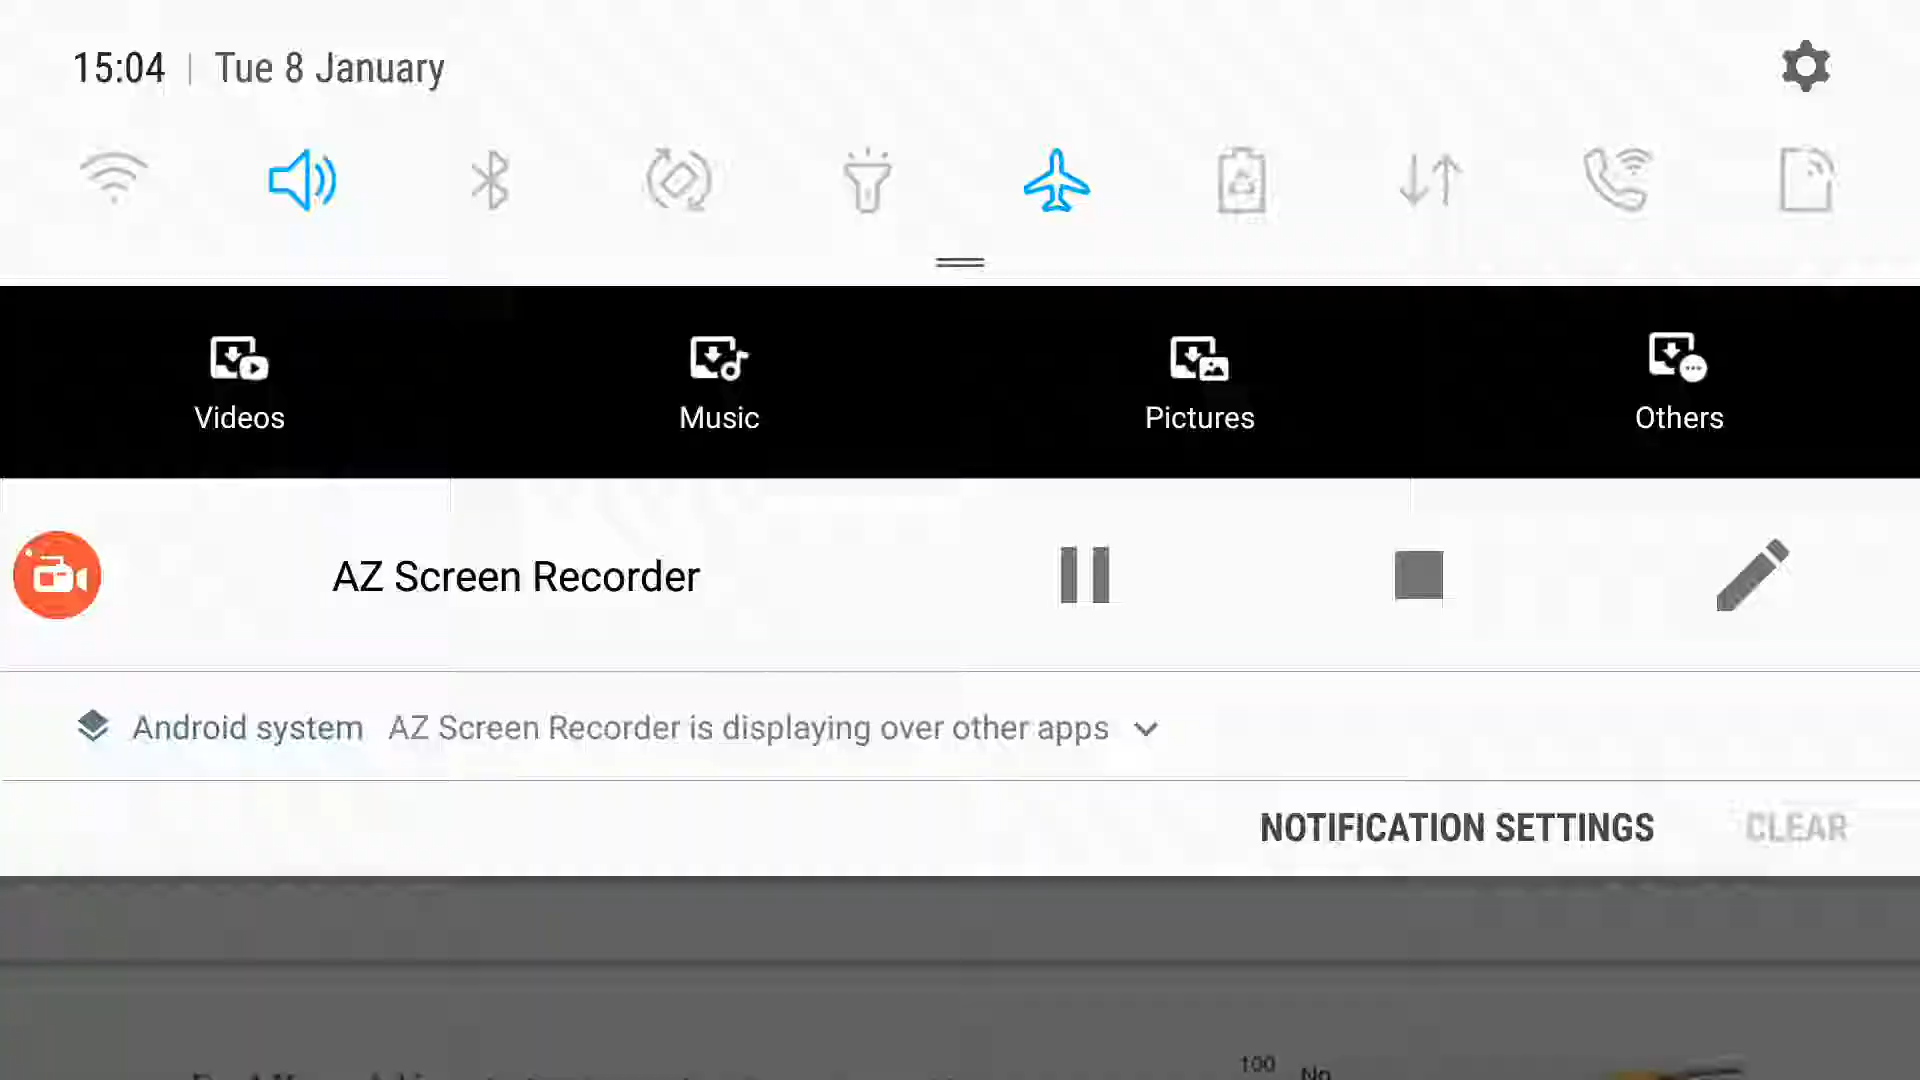 15:04 | Tue 8 January
Videos
Music
Pictures
Others
AZ Screen Recorder
Android system AZ Screen Recorder is displaying over other apps
NOTIFICATION SETTINGS
CLEAR
100
No